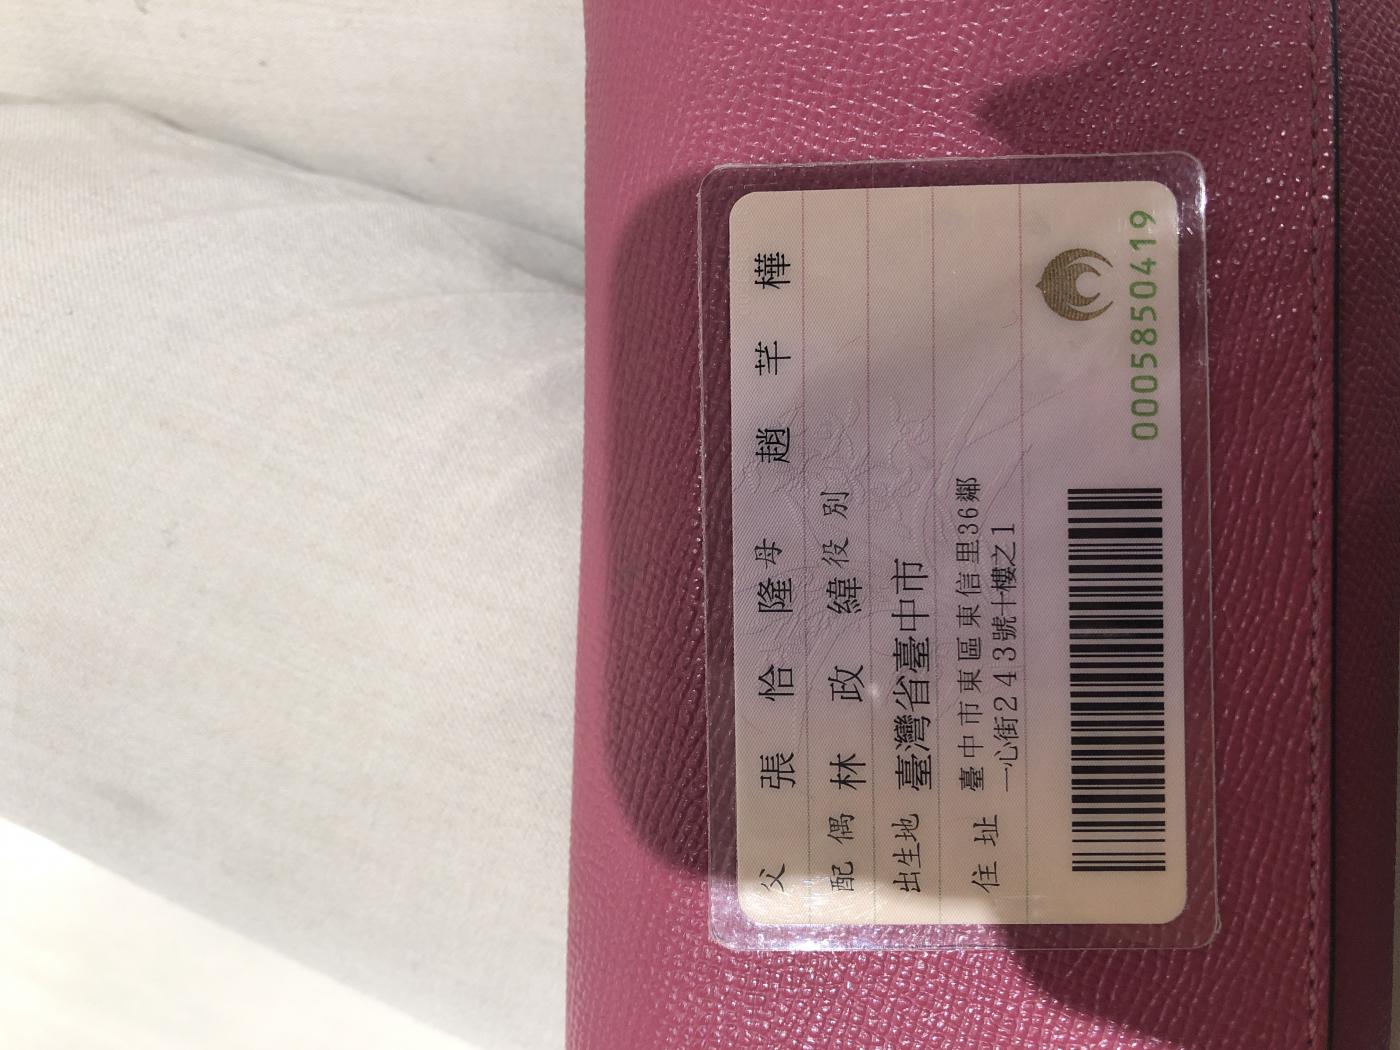 父 張恰隆 母 趙芊樺
配偶 林政緯 役別
出生地 臺灣省臺中市
住址 臺中市東區東信里36鄰
一心街243號十樓之1
0005850419